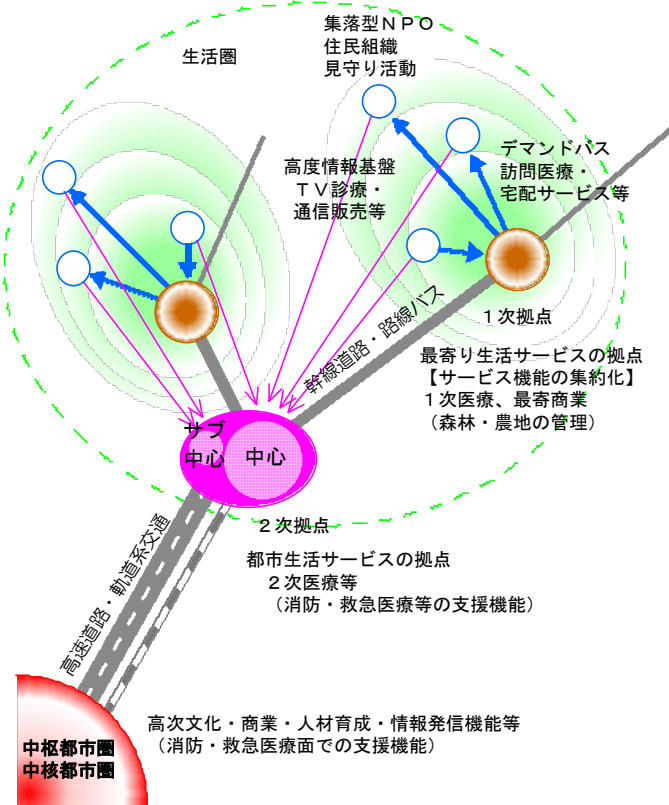 生活圏
集落型ＮＰＯ
住民組織
見守り活動
デマンドバス
訪問医療・
宅配サービス等
高度情報基盤
ＴＶ診療・
通信販売等
幹線道路・路線バス
１次拠点
最寄り生活サービスの拠点
【サービス機能の集約化】
１次医療、最寄商業
（森林・農地の管理）
サブ
中心
中心
２次拠点
都市生活サービスの拠点
２次医療等
（消防・救急医療等の支援機能）
高速道路・軌道系交通
高次文化・商業・人材育成・情報発信機能等
（消防・救急医療面での支援機能）
中枢都市圏
中核都市圏